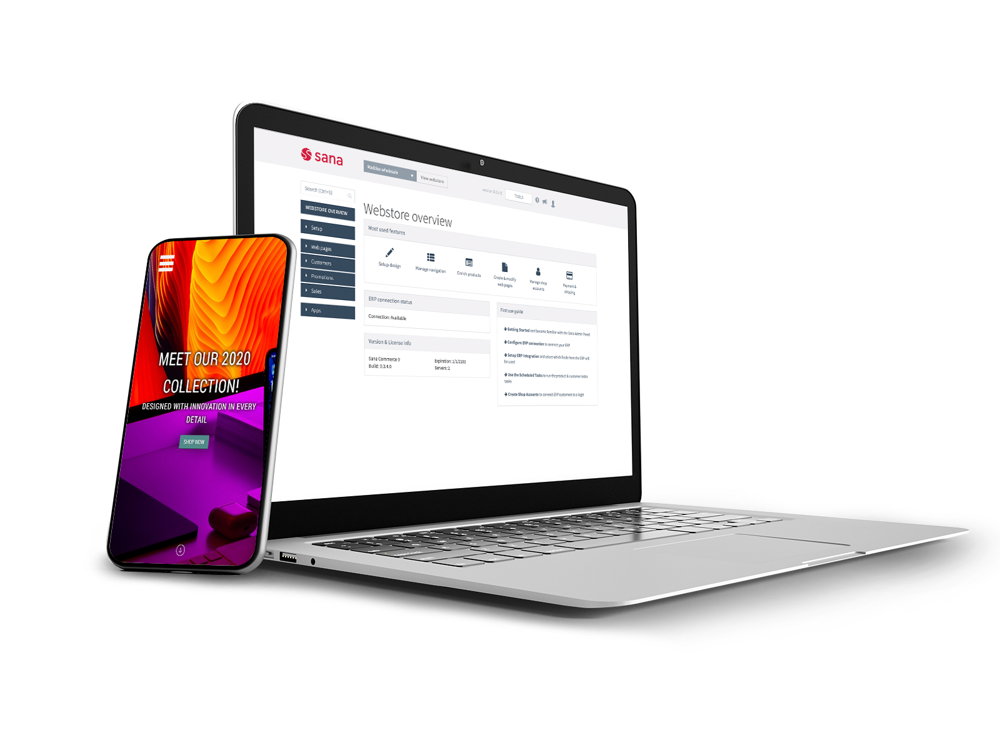 sana
Maddox wholesale
View webstore
version 9.3.4.0
TOOLS
Search (Ctrl+S)
WEBSTORE OVERVIEW
Setup
Web pages
Customers
Promotions
Sales
Apps
Webstore overview
Most used features
Setup design
Manage navigation
Enrich products
Create & modify
web pages
Manage shop
accounts
Payment &
shipping
ERP connection status
Connection: Available
Version & License info
Sana Commerce 9
Build: 9.3.4.0
Expiration: 1/1/2100
Servers: 2
First use guide
Getting Started and become familiar with the Sana Admin Panel
Configure ERP connection to connect your ERP
Setup ERP Integration and select which fields from the ERP will
be used
Use the Scheduled Tasks to run the product & customer index
tasks
Create Shop Accounts to connect ERP customers to a login
MEET OUR 2020
COLLECTION!
DESIGNED WITH INNOVATION IN EVERY
DETAIL
SHOP NOW